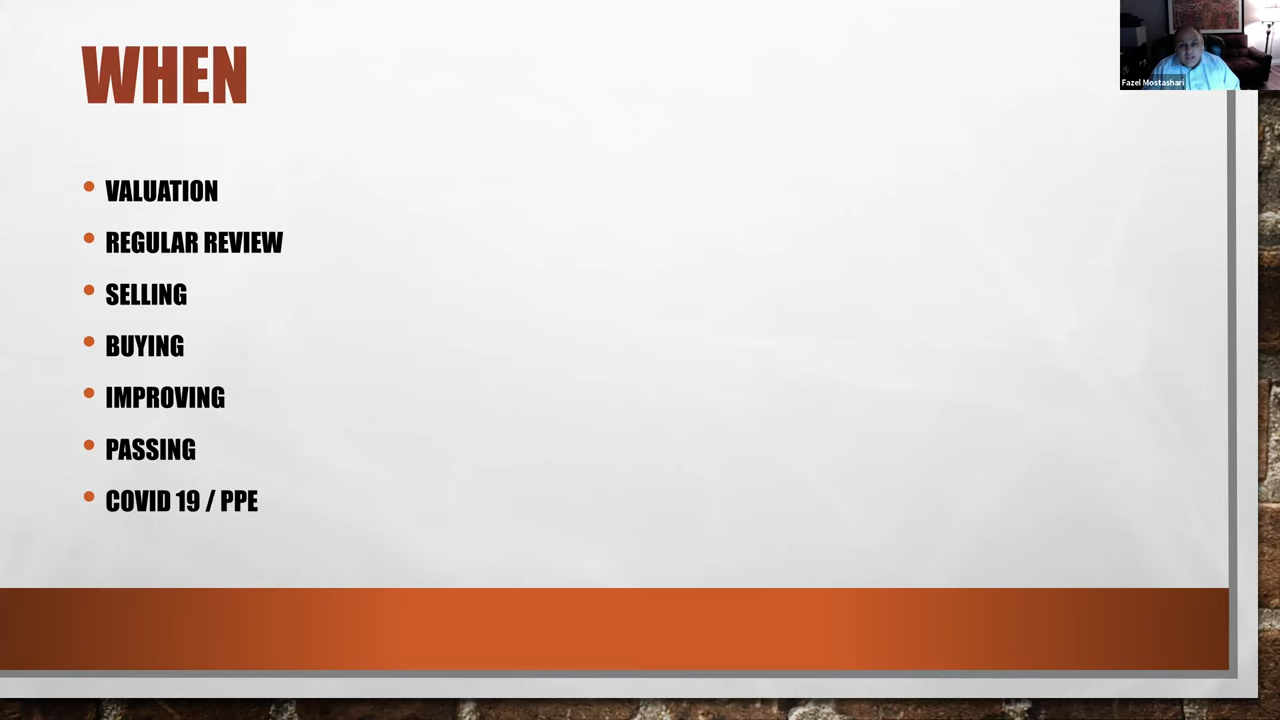 WHEN
Fazel Mostashari
VALUATION
REGULAR REVIEW
SELLING
BUYING
IMPROVING
PASSING
COVID 19 / PPE